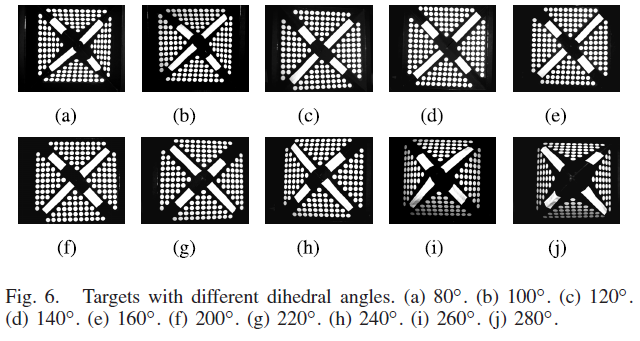 (a) (b) (c) (d) (e)
(f) (g) (h) (i) (j)
Fig. 6. Targets with different dihedral angles. (a) 80°. (b) 100°. (c) 120°.
(d) 140°. (e) 160°. (f) 200°. (g) 220°. (h) 240°. (i) 260°. (j) 280°.